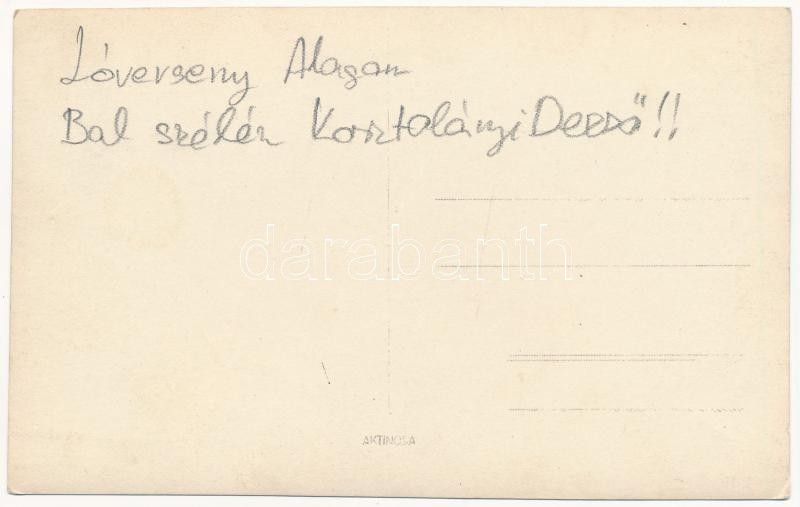 Lóverseny Alagon
Bal szélén Kosztolányi Dezső!!
darabanth
AKTINOSA